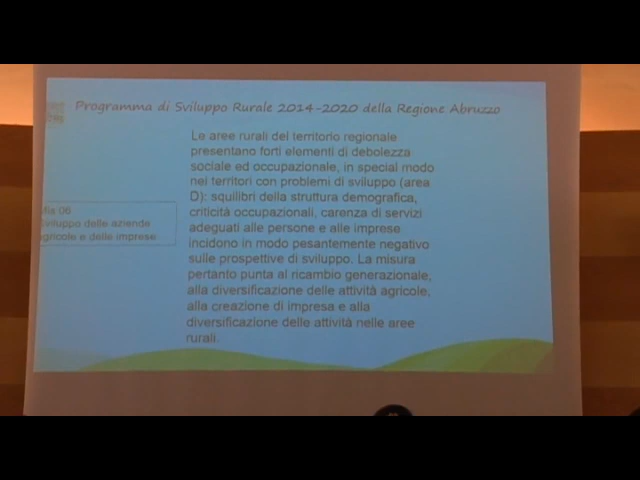 Programma di Sviluppo Rurale 2014-2020 della Regione Abruzzo
Le aree rurali del territorio regionale
presentano forti elementi di debolezza
sociale ed occupazionale, in special modo
nei territori con problemi di sviluppo (area
D): squilibri della struttura demografica,
criticità occupazionali, carenza di servizi
adeguati alle persone e alle imprese
incidono in modo pesantemente negativo
sulle prospettive di sviluppo. La misura
pertanto punta al ricambio generazionale,
alla diversificazione delle attività agricole,
alla creazione di impresa e alla
diversificazione delle attività nelle aree
rurali.
Mis 06
Sviluppo delle aziende
agricole e delle imprese